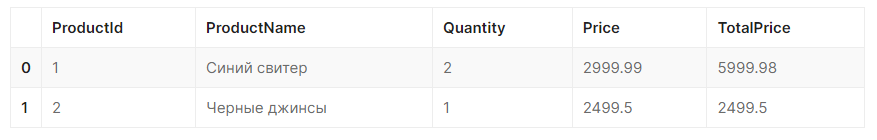 ProductId ProductName Quantity Price TotalPrice
0 1 Синий свитер 2 2999.99 5999.98
1 2 Черные джинсы 1 2499.5 2499.5